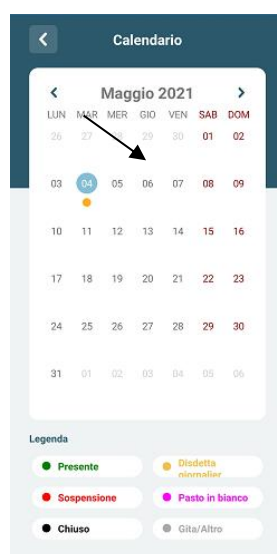 Calendario
Maggio 2021
LUN MAR MER GIO VEN SAB DOM
26 27 28 29 30 01 02
03 04 05 06 07 08 09
10 11 12 13 14 15 16
17 18 19 20 21 22 23
24 25 26 27 28 29 30
31 01 02 03 04 05 06
Legenda
Presente
Disdetta
giornalier
Sospensione
Pasto in bianco
Chiuso
Gita/Altro